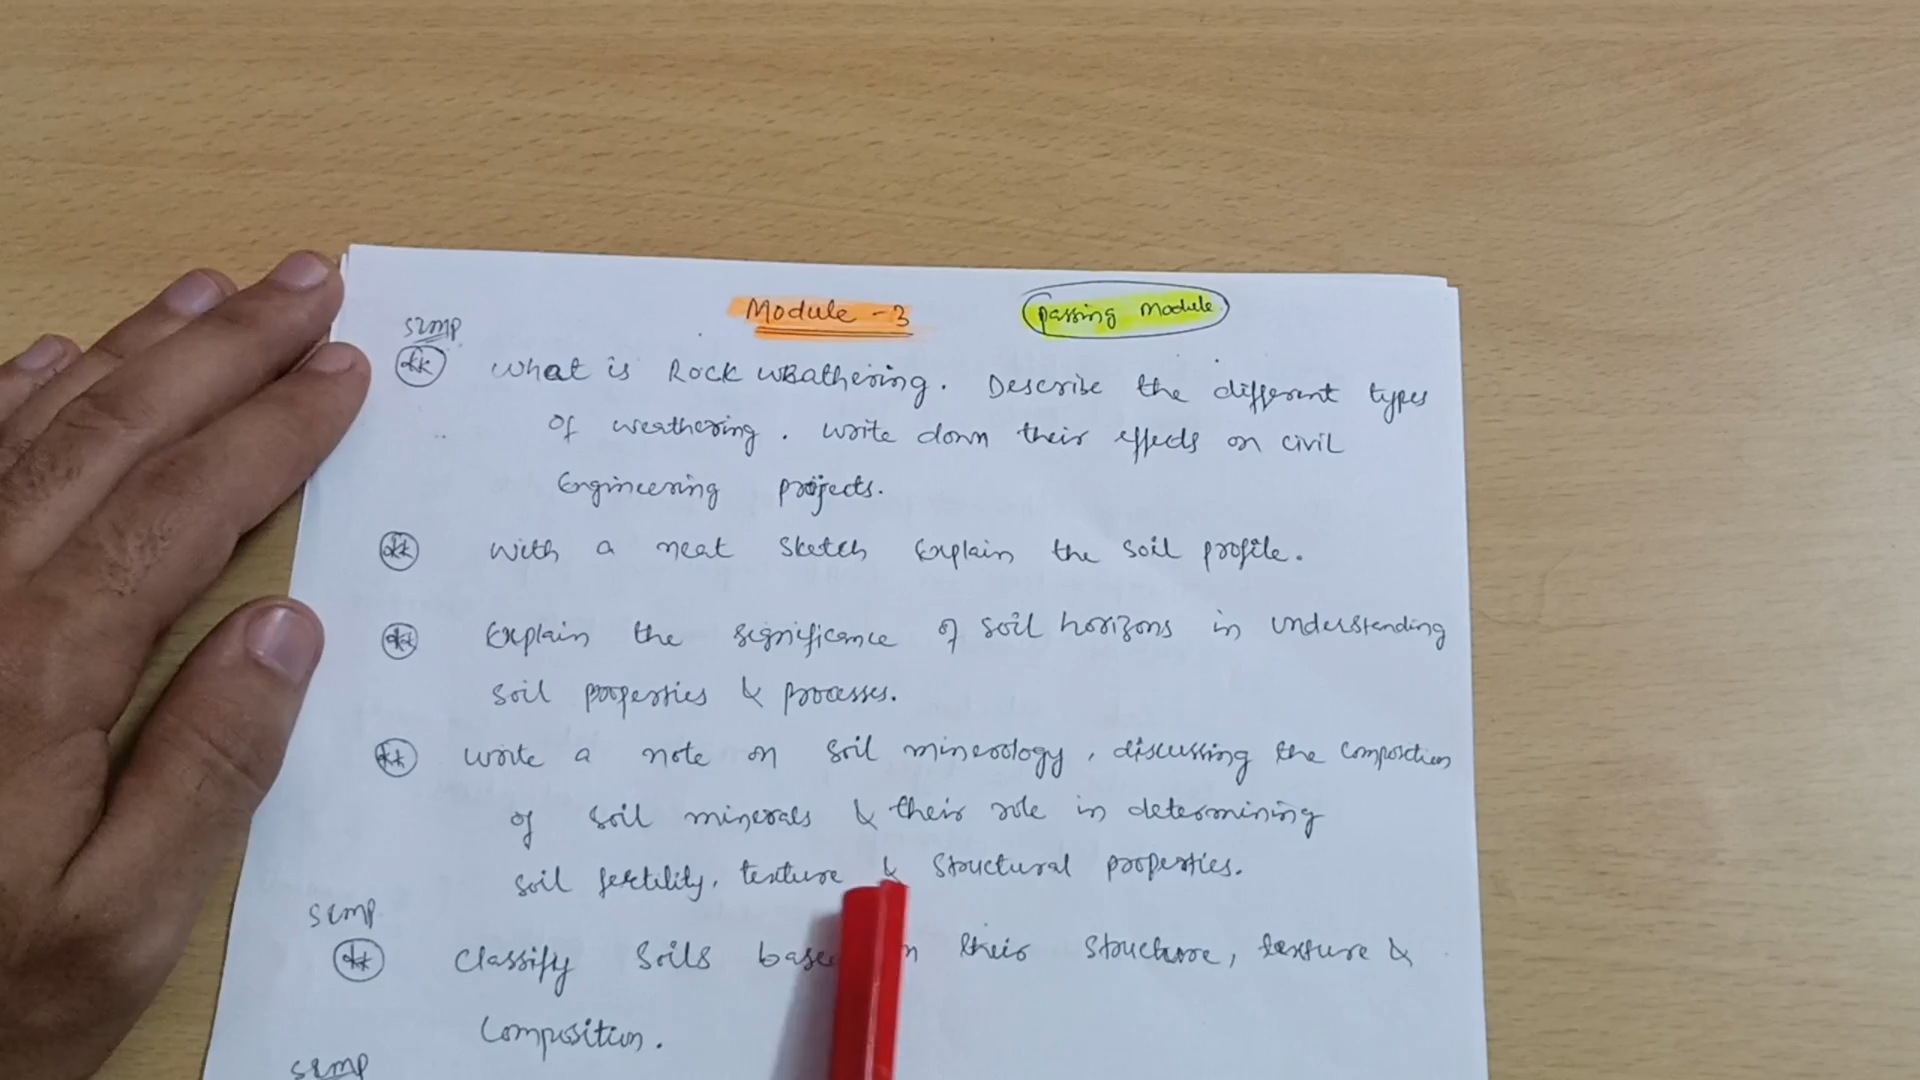 Module - 3
Passing Module
SIMP
** What is Rock weathering. Describe the different types
of weathering. Write down their effects on civil
Engineering projects.
** With a neat sketch Explain the soil profile.
** Explain the significance of soil horizons in understanding
soil properties & processes.
** Write a note on soil minerology, discussing the composition
of soil minerals & their role in determining
soil fertility, texture & structural properties.
SIMP
** Classify Soils their structure, texture &
Composition.
SIMP